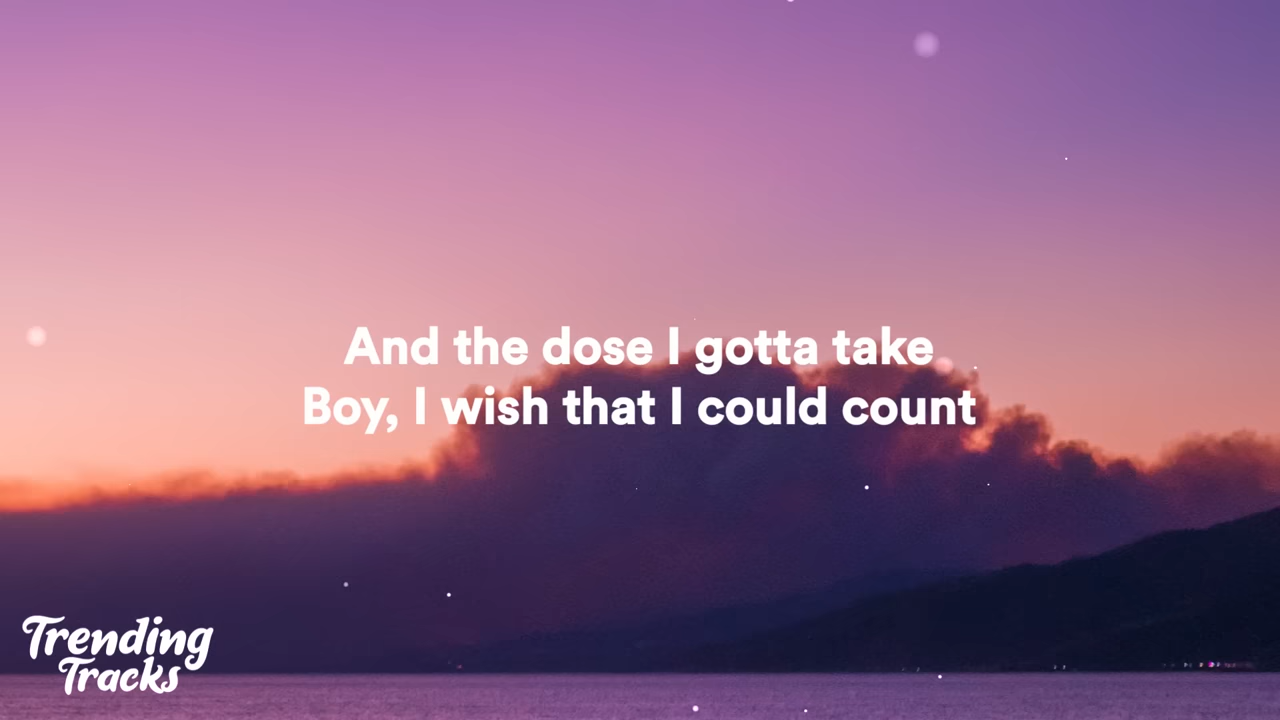 And the dose I gotta take
Boy, I wish that I could count
Trending
Tracks